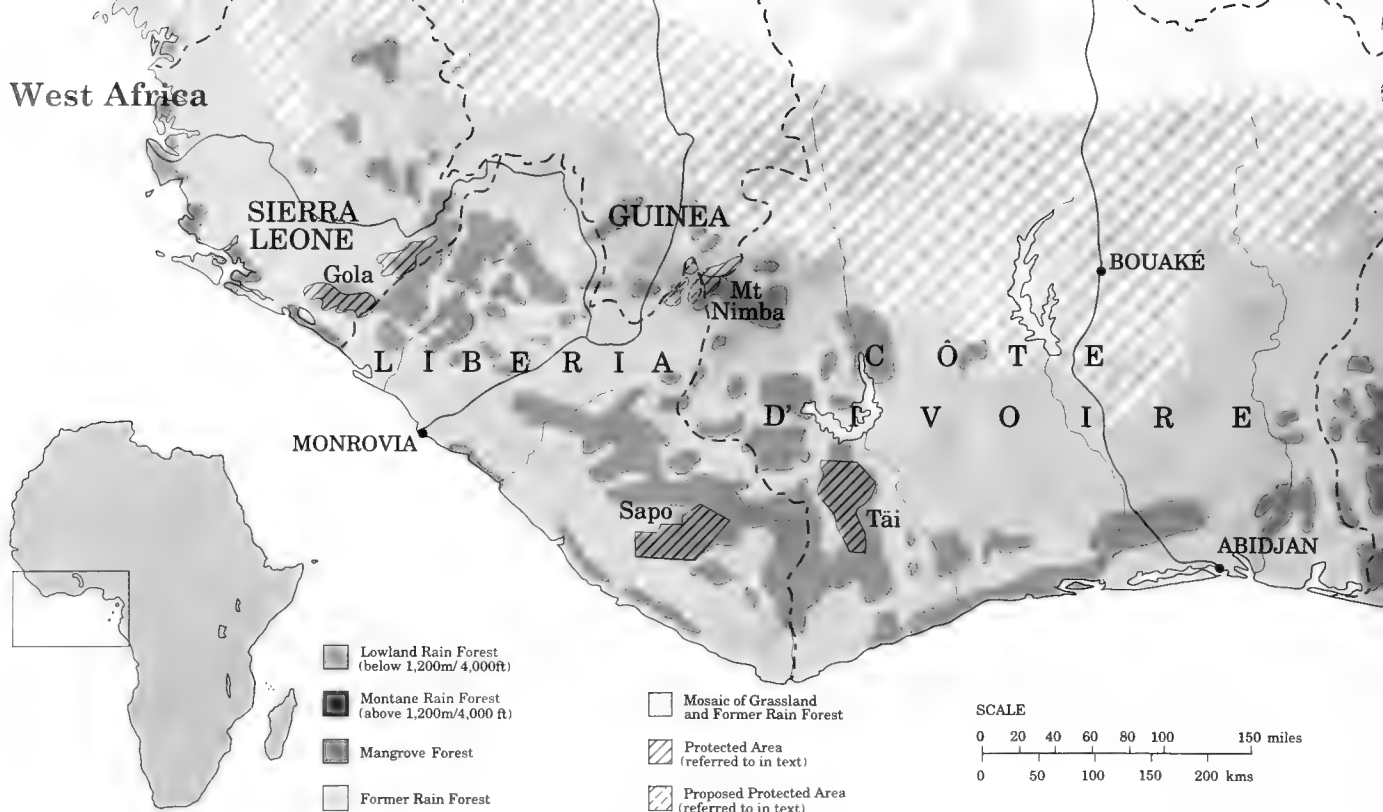 West Africa
SIERRA
LEONE
GUINEA
Gola
Mt
Nimba
BOUAKÉ
LIBERIA
CÔTE
D'IVOIRE
MONROVIA
Sapo
Täi
ABIDJAN
Lowland Rain Forest
(below 1,200m/ 4,000ft)
Montane Rain Forest
(above 1,200m/4,000 ft)
Mangrove Forest
Former Rain Forest
Mosaic of Grassland
and Former Rain Forest
Protected Area
(referred to in text)
Proposed Protected Area
(referred to in text)
SCALE
0 20 40 60 80 100 150 miles
0 50 100 150 200 kms